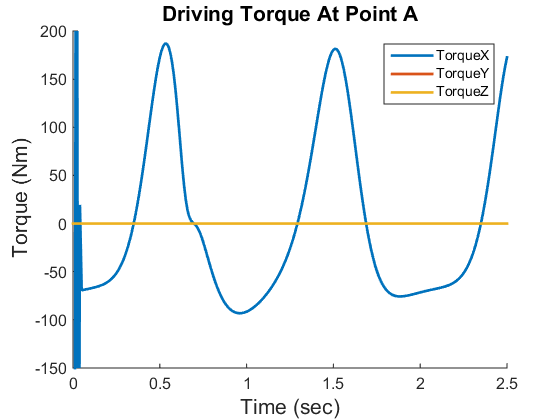 Driving Torque At Point A
200
150
100
50
0
-50
-100
-150
Torque (Nm)
TorqueX
TorqueY
TorqueZ
0 0.5 1 1.5 2 2.5
Time (sec)